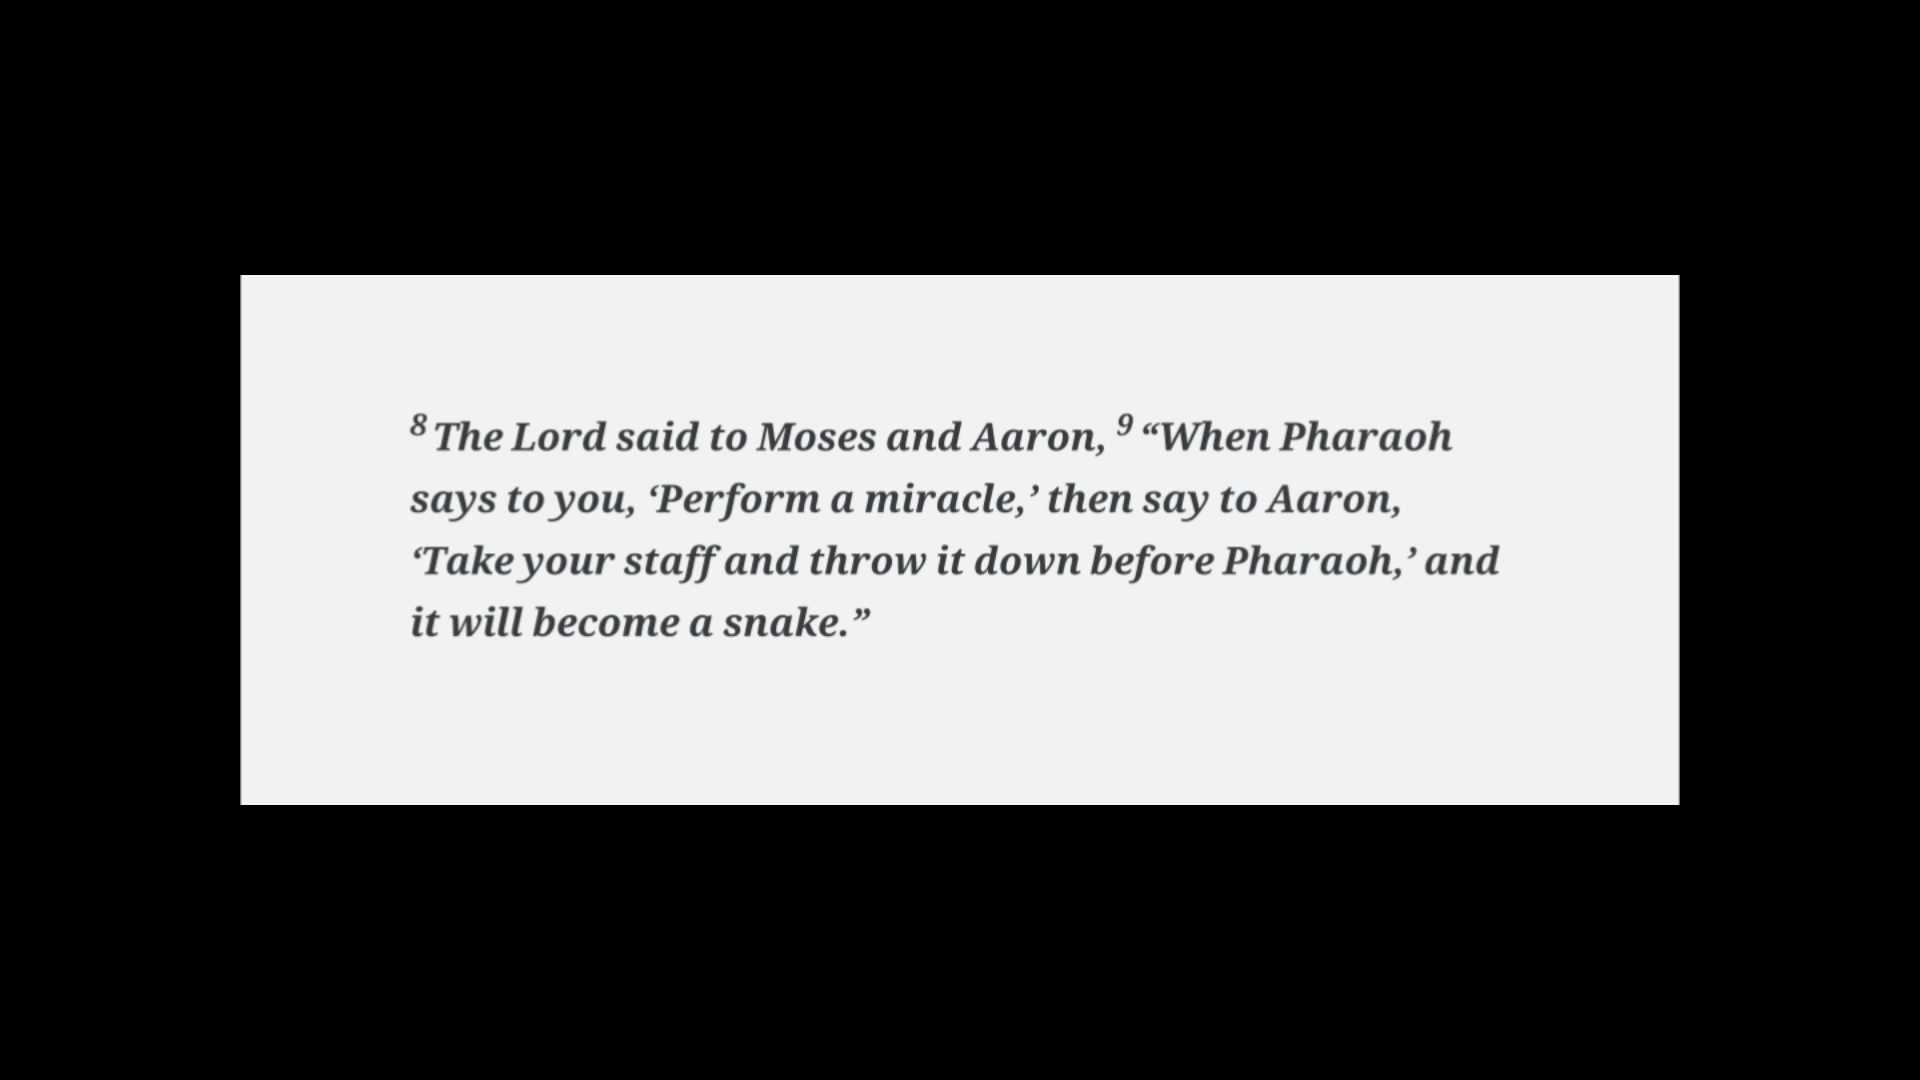 8 The Lord said to Moses and Aaron, 9 “When Pharaoh
says to you, ‘Perform a miracle,’ then say to Aaron,
‘Take your staff and throw it down before Pharaoh,’ and
it will become a snake.”